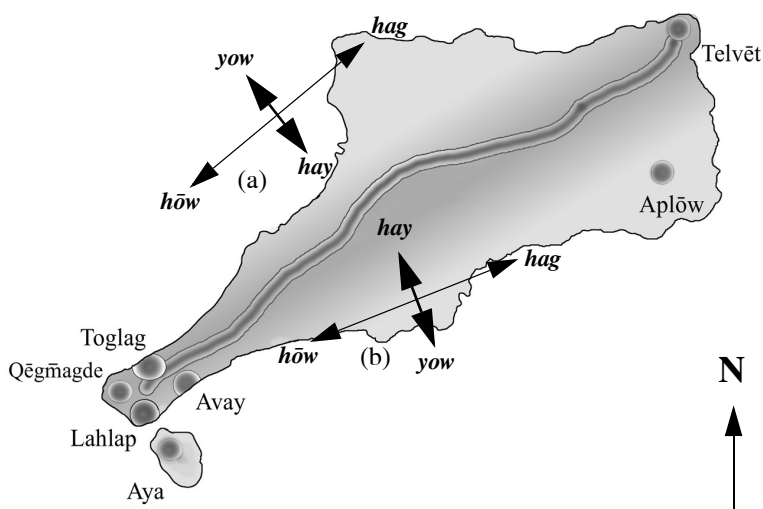 hag
yow
Telvēt
hay
(a)
hōw
Aplōw
hay
hag
Toglag
hōw
(b)
yow
Qēgm̄agde
N
Avay
Lahlap
Aya